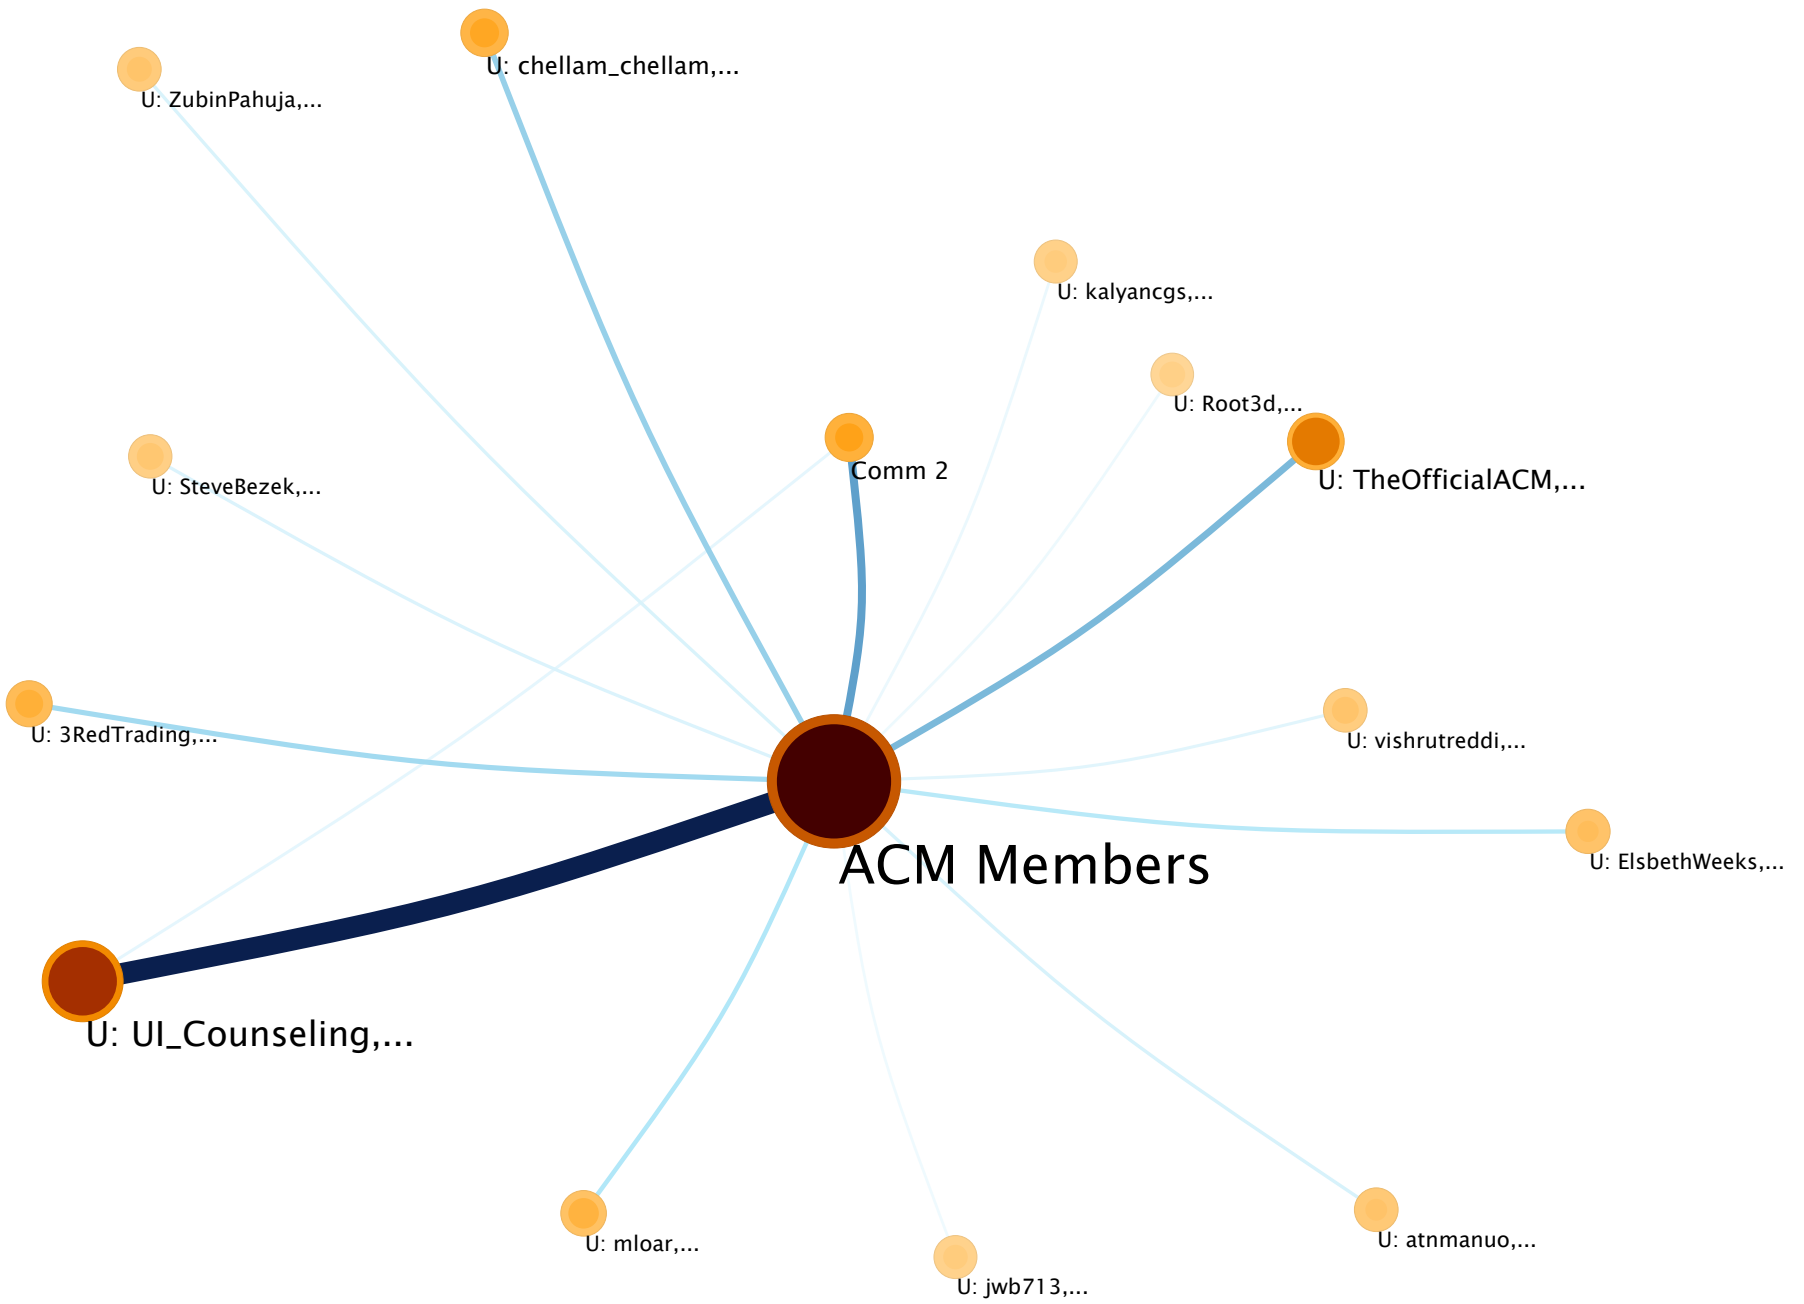 U: chellam_chellam,...
U: ZubinPahuja,...
U: kalyancgs,...
U: Root3d,...
Comm 2
U: TheOfficialACM,...
U: SteveBezek,...
U: 3RedTrading,...
U: vishrutreddi,...
ACM Members
U: ElsbethWeeks,...
U: UI_Counseling,...
U: mloar,...
U: atnmanuo,...
U: jwb713,...